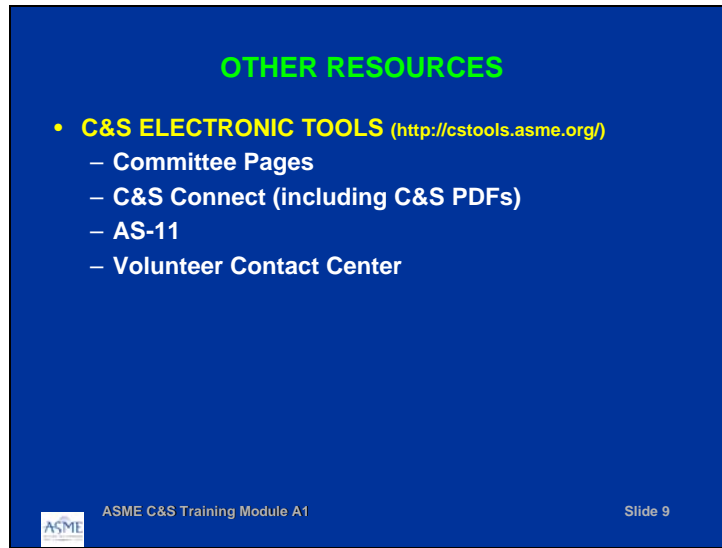 OTHER RESOURCES
• C&S ELECTRONIC TOOLS (http://cstools.asme.org/)
– Committee Pages
– C&S Connect (including C&S PDFs)
– AS-11
– Volunteer Contact Center
ASME C&S Training Module A1
Slide 9
ASME